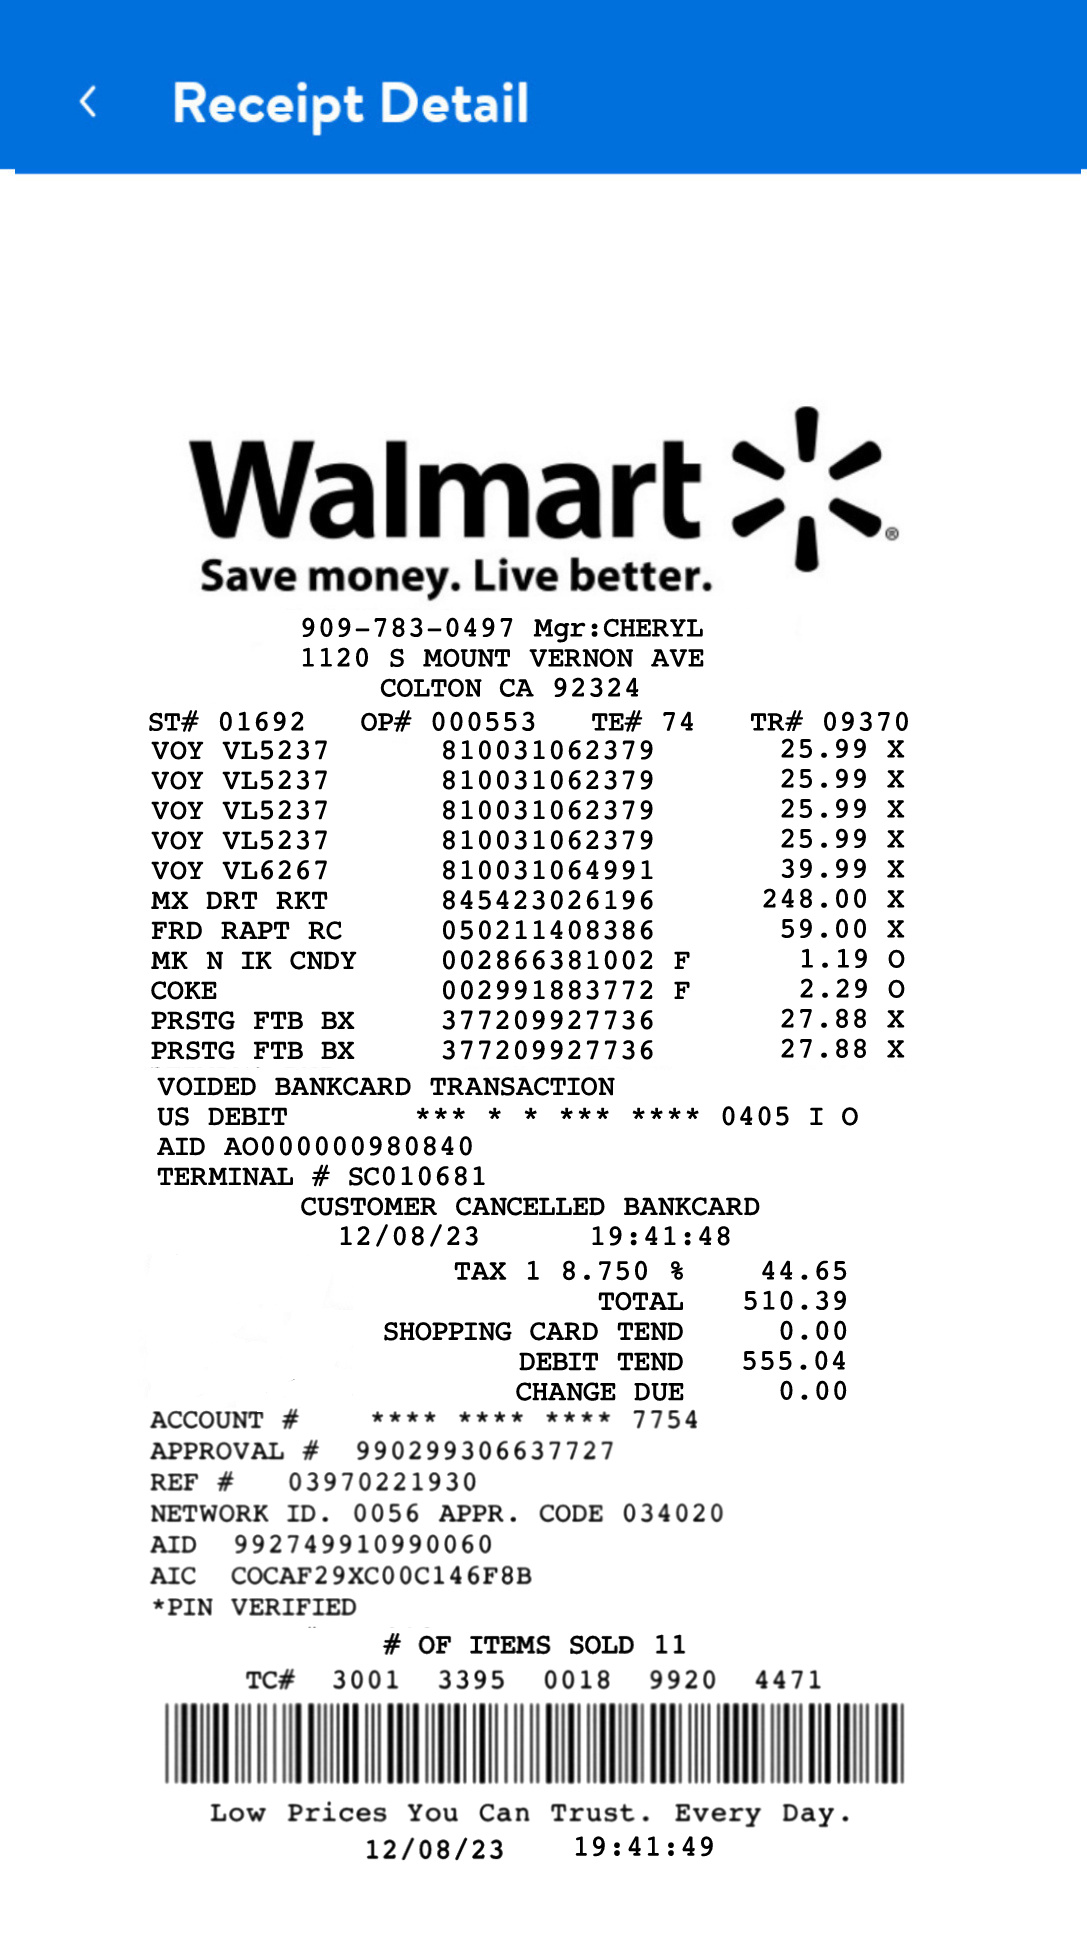 Receipt Detail
Walmart
Save money. Live better.
®
909-783-0497 Mgr:CHERYL
1120 S MOUNT VERNON AVE
COLTON CA 92324
ST# 01692 OP# 000553 TE# 74 TR# 09370
VOY VL5237 810031062379 25.99 X
VOY VL5237 810031062379 25.99 X
VOY VL5237 810031062379 25.99 X
VOY VL5237 810031062379 25.99 X
VOY VL6267 810031064991 39.99 X
MX DRT RKT 845423026196 248.00 X
FRD RAPT RC 050211408386 59.00 X
MK N IK CNDY 002866381002 F 1.19 O
COKE 002991883772 F 2.29 O
PRSTG FTB BX 377209927736 27.88 X
PRSTG FTB BX 377209927736 27.88 X
VOIDED BANKCARD TRANSACTION
US DEBIT *** * * *** **** 0405 I O
AID AO000000980840
TERMINAL # SC010681
CUSTOMER CANCELLED BANKCARD
12/08/23 19:41:48
TAX 1 8.750 % 44.65
TOTAL 510.39
SHOPPING CARD TEND 0.00
DEBIT TEND 555.04
CHANGE DUE 0.00
ACCOUNT # **** **** **** 7754
APPROVAL # 990299306637727
REF # 03970221930
NETWORK ID. 0056 APPR. CODE 034020
AID 992749910990060
AIC COCAF29XC00C146F8B
*PIN VERIFIED
# OF ITEMS SOLD 11
TC# 3001 3395 0018 9920 4471
Low Prices You Can Trust. Every Day.
12/08/23 19:41:49